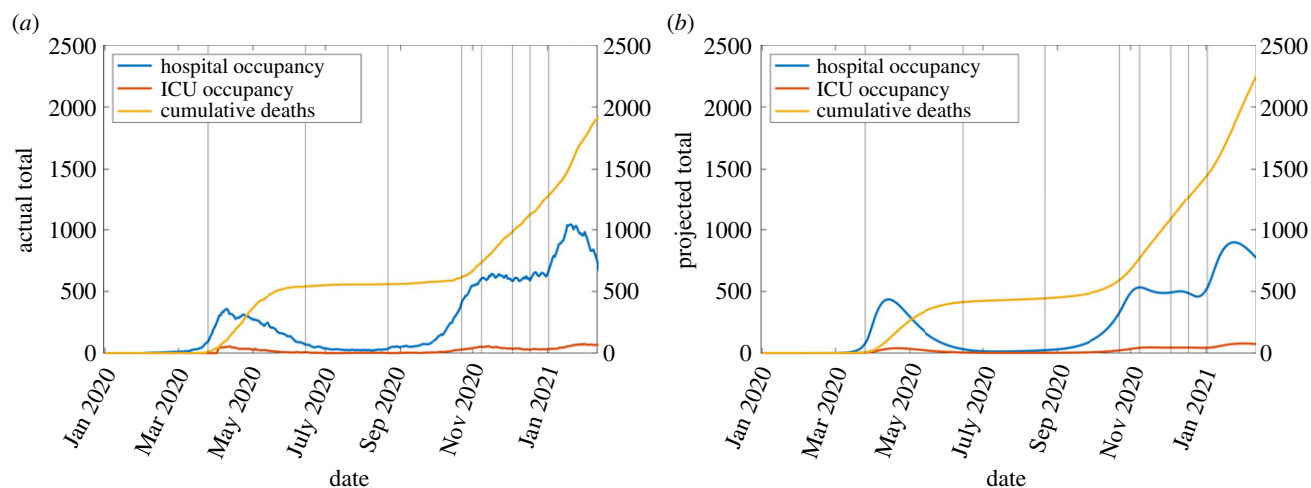 (a)
2500
2000
1500
1000
500
0
actual total
hospital occupancy
ICU occupancy
cumulative deaths
2500
2000
1500
1000
500
0
Jan 2020
Mar 2020
May 2020
July 2020
Sep 2020
Nov 2020
Jan 2021
date
(b)
2500
2000
1500
1000
500
0
projected total
hospital occupancy
ICU occupancy
cumulative deaths
2500
2000
1500
1000
500
0
Jan 2020
Mar 2020
May 2020
July 2020
Sep 2020
Nov 2020
Jan 2021
date